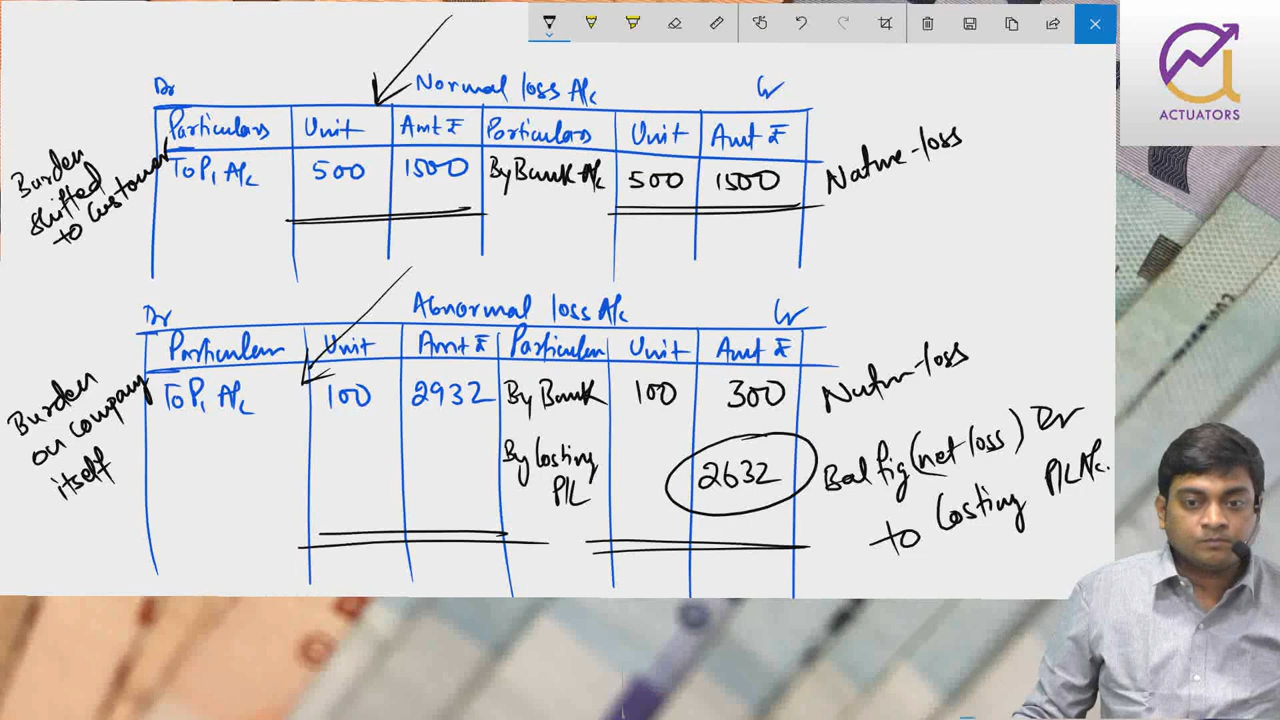 ACTUATORS
Dr Normal loss A/c Cr
Particulars Unit Amt ₹ Particulars Unit Amt ₹
To P1 A/c 500 1500 By Bank A/c 500 1500
Nature-loss
Burden
shifted
to customer
Dr Abnormal loss A/c Cr
Particulars Unit Amt ₹ Particular Unit Amt ₹
To P1 A/c 100 2932 By Bank 100 300
By Costing
P/L
2632
Nature-loss
Bal fig (net loss) Dr
to Costing P/L A/c.
Burden
on company
itself